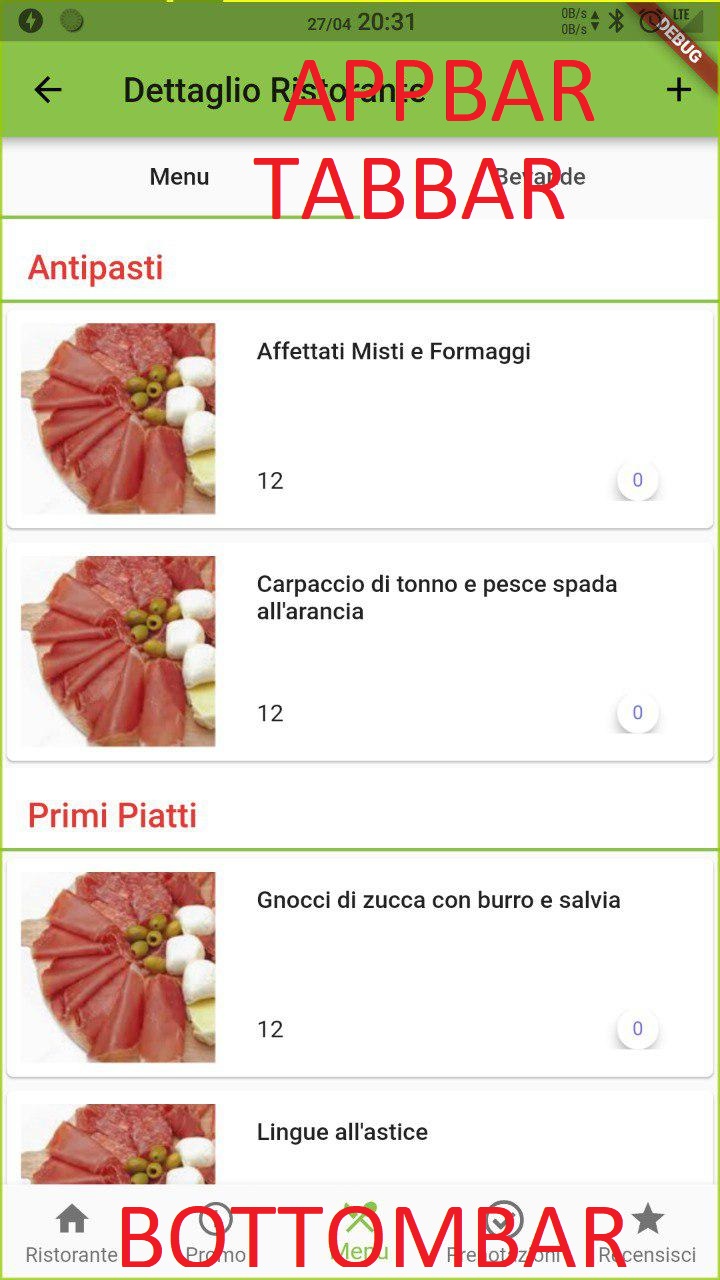 27/04 20:31
0B/s
0B/s
LTE
DEBUG
Dettaglio Ristorante
APPBAR
Menu
Bevande
TABBAR
Antipasti
Affettati Misti e Formaggi
12
0
Carpaccio di tonno e pesce spada
all'arancia
12
0
Primi Piatti
Gnocci di zucca con burro e salvia
12
0
Lingue all'astice
BOTTOMBAR
Ristorante
Promo
Menu
Prenotazioni
Recensisci